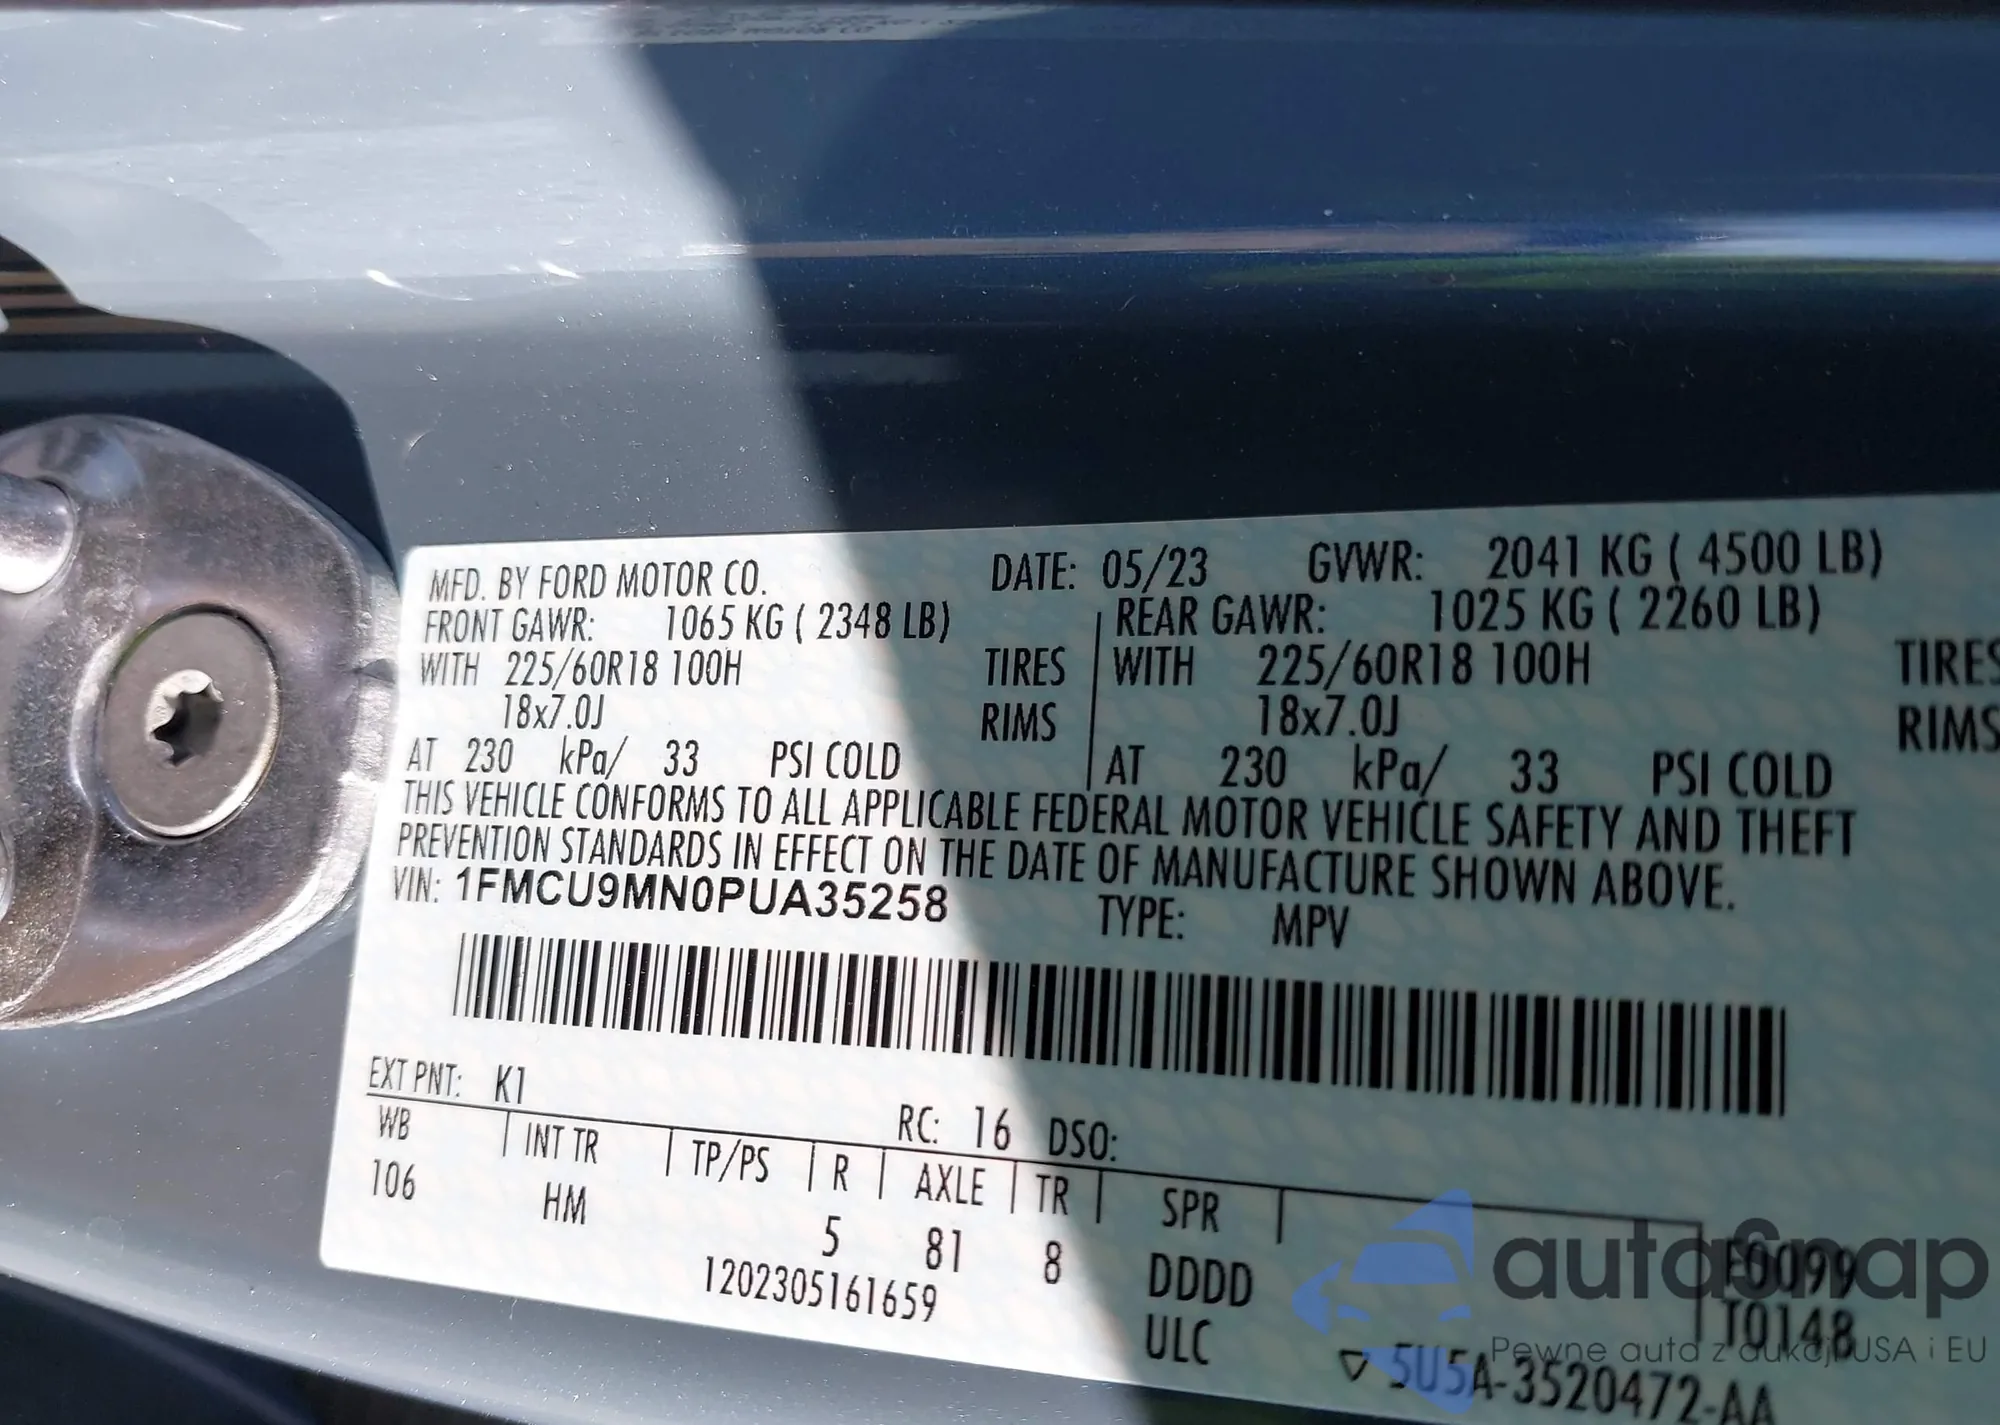 MFD. BY FORD MOTOR CO. DATE: 05/23 GVWR: 2041 KG ( 4500 LB)
FRONT GAWR: 1065 KG ( 2348 LB) REAR GAWR: 1025 KG ( 2260 LB)
WITH 225/60R18 100H TIRES WITH 225/60R18 100H TIRES
18x7.0J RIMS 18x7.0J RIMS
AT 230 kPa/ 33 PSI COLD AT 230 kPa/ 33 PSI COLD
THIS VEHICLE CONFORMS TO ALL APPLICABLE FEDERAL MOTOR VEHICLE SAFETY AND THEFT
PREVENTION STANDARDS IN EFFECT ON THE DATE OF MANUFACTURE SHOWN ABOVE.
VIN: 1FMCU9MN0PUA35258 TYPE: MPV
EXT PNT: K1 RC: 16 DSO:
WB INT TR TP/PS R AXLE TR SPR
106 HM 5 81 8 DDDD F0099
1202305161659 ULC T0148
▽ 5U5A-3520472-AA
autosnap
Pewne auta z aukcji USA i EU